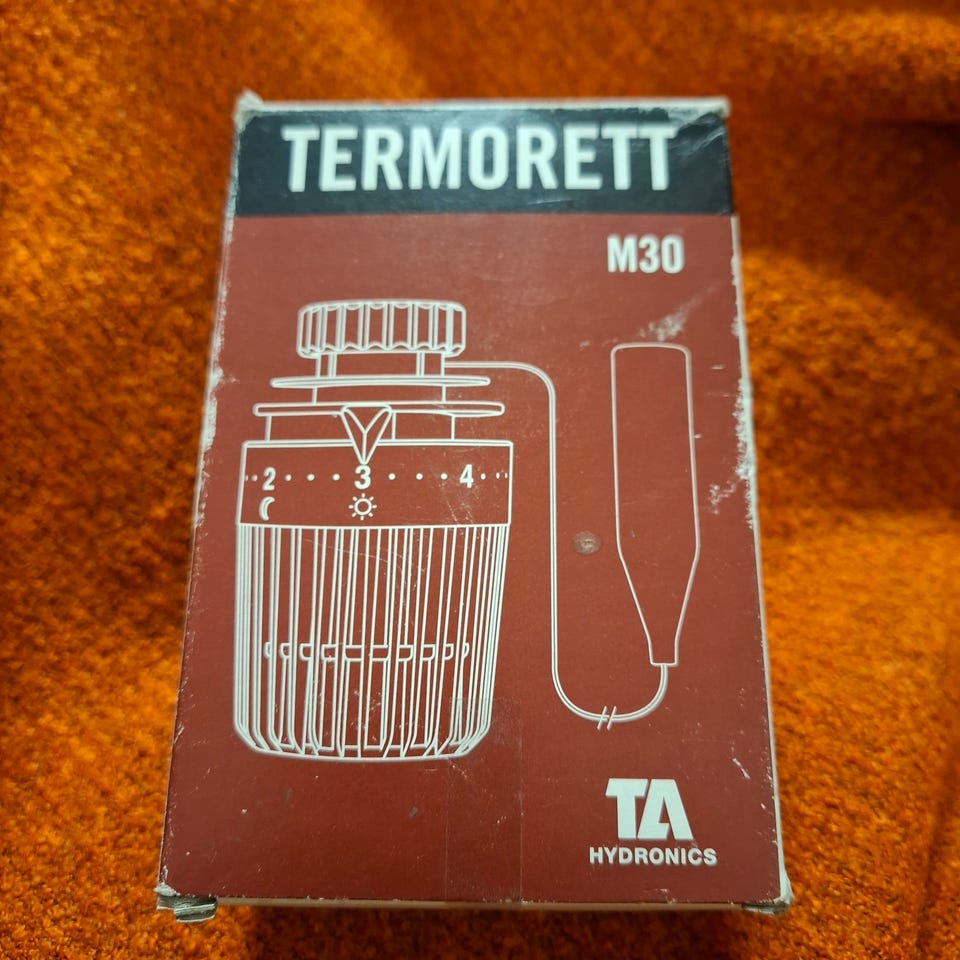 TERMORETT
M30
2 · · · 3 · · · 4 · ·
TA
HYDRONICS